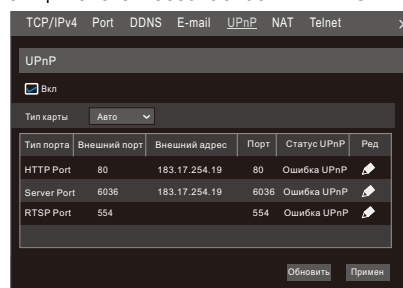 TCP/IPv4 Port DDNS E-mail UPnP NAT Telnet
UPnP
Вкл
Тип карты Авто
Тип порта Внешний порт Внешний адрес Порт Статус UPnP Ред
HTTP Port 80 183.17.254.19 80 Ошибка UPnP
Server Port 6036 183.17.254.19 6036 Ошибка UPnP
RTSP Port 554 554 Ошибка UPnP
Обновить Примен